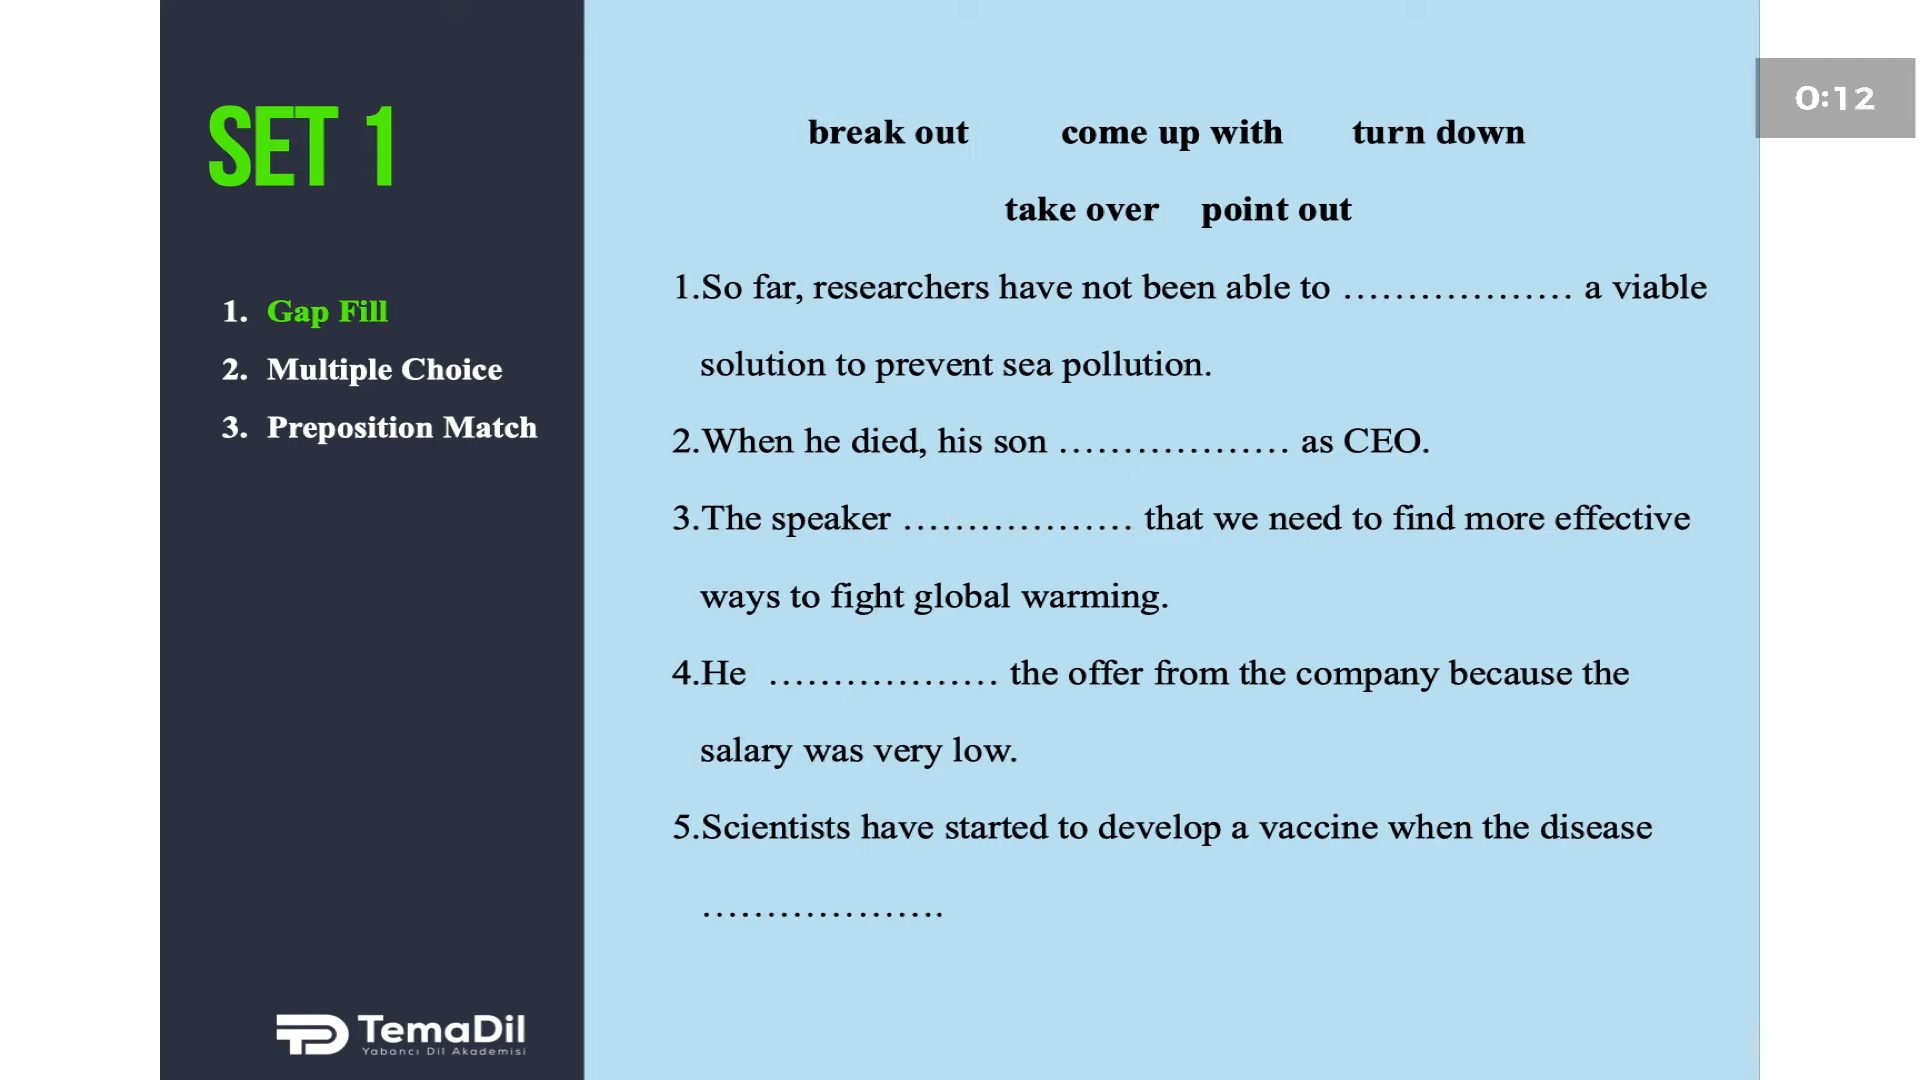 SET 1
1. Gap Fill
2. Multiple Choice
3. Preposition Match
TemaDil
Yabancı Dil Akademisi
break out come up with turn down
take over point out
1.So far, researchers have not been able to ……………… a viable
solution to prevent sea pollution.
2.When he died, his son ……………… as CEO.
3.The speaker ……………… that we need to find more effective
ways to fight global warming.
4.He ……………… the offer from the company because the
salary was very low.
5.Scientists have started to develop a vaccine when the disease
……………….
0:12